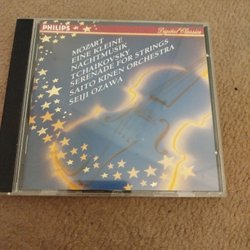 PHILIPS
Digital Classics
MOZART
EINE KLEINE
NACHTMUSIK
TCHAIKOVSKY
SERENADE FOR STRINGS
SAITO KINEN ORCHESTRA
SEIJI OZAWA